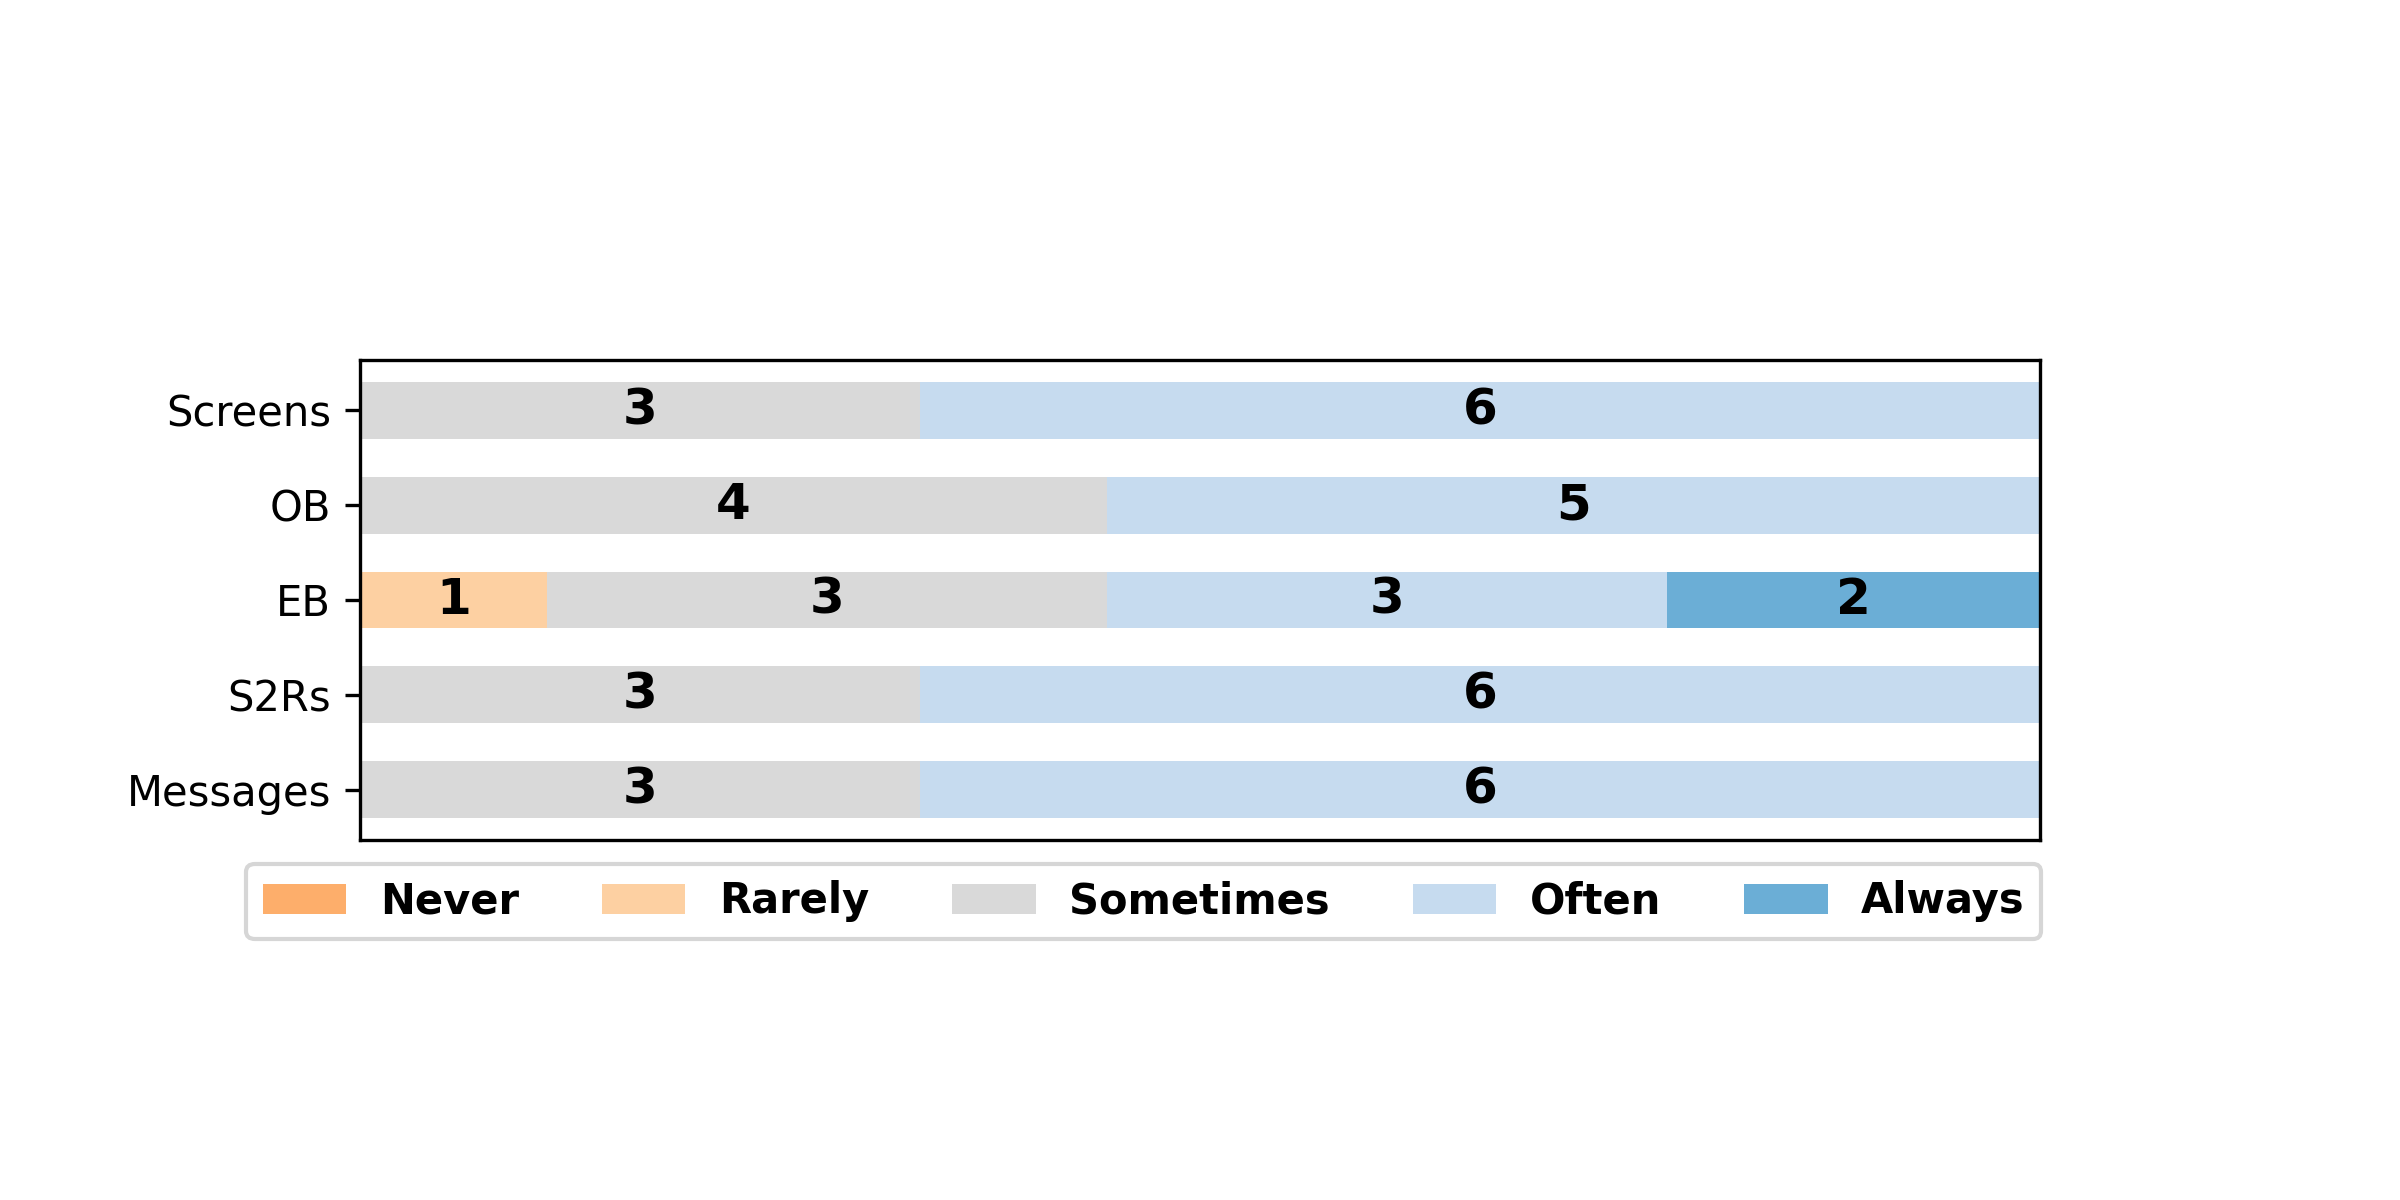 Screens 3 6
OB 4 5
EB 1 3 3 2
S2Rs 3 6
Messages 3 6
Never Rarely Sometimes Often Always